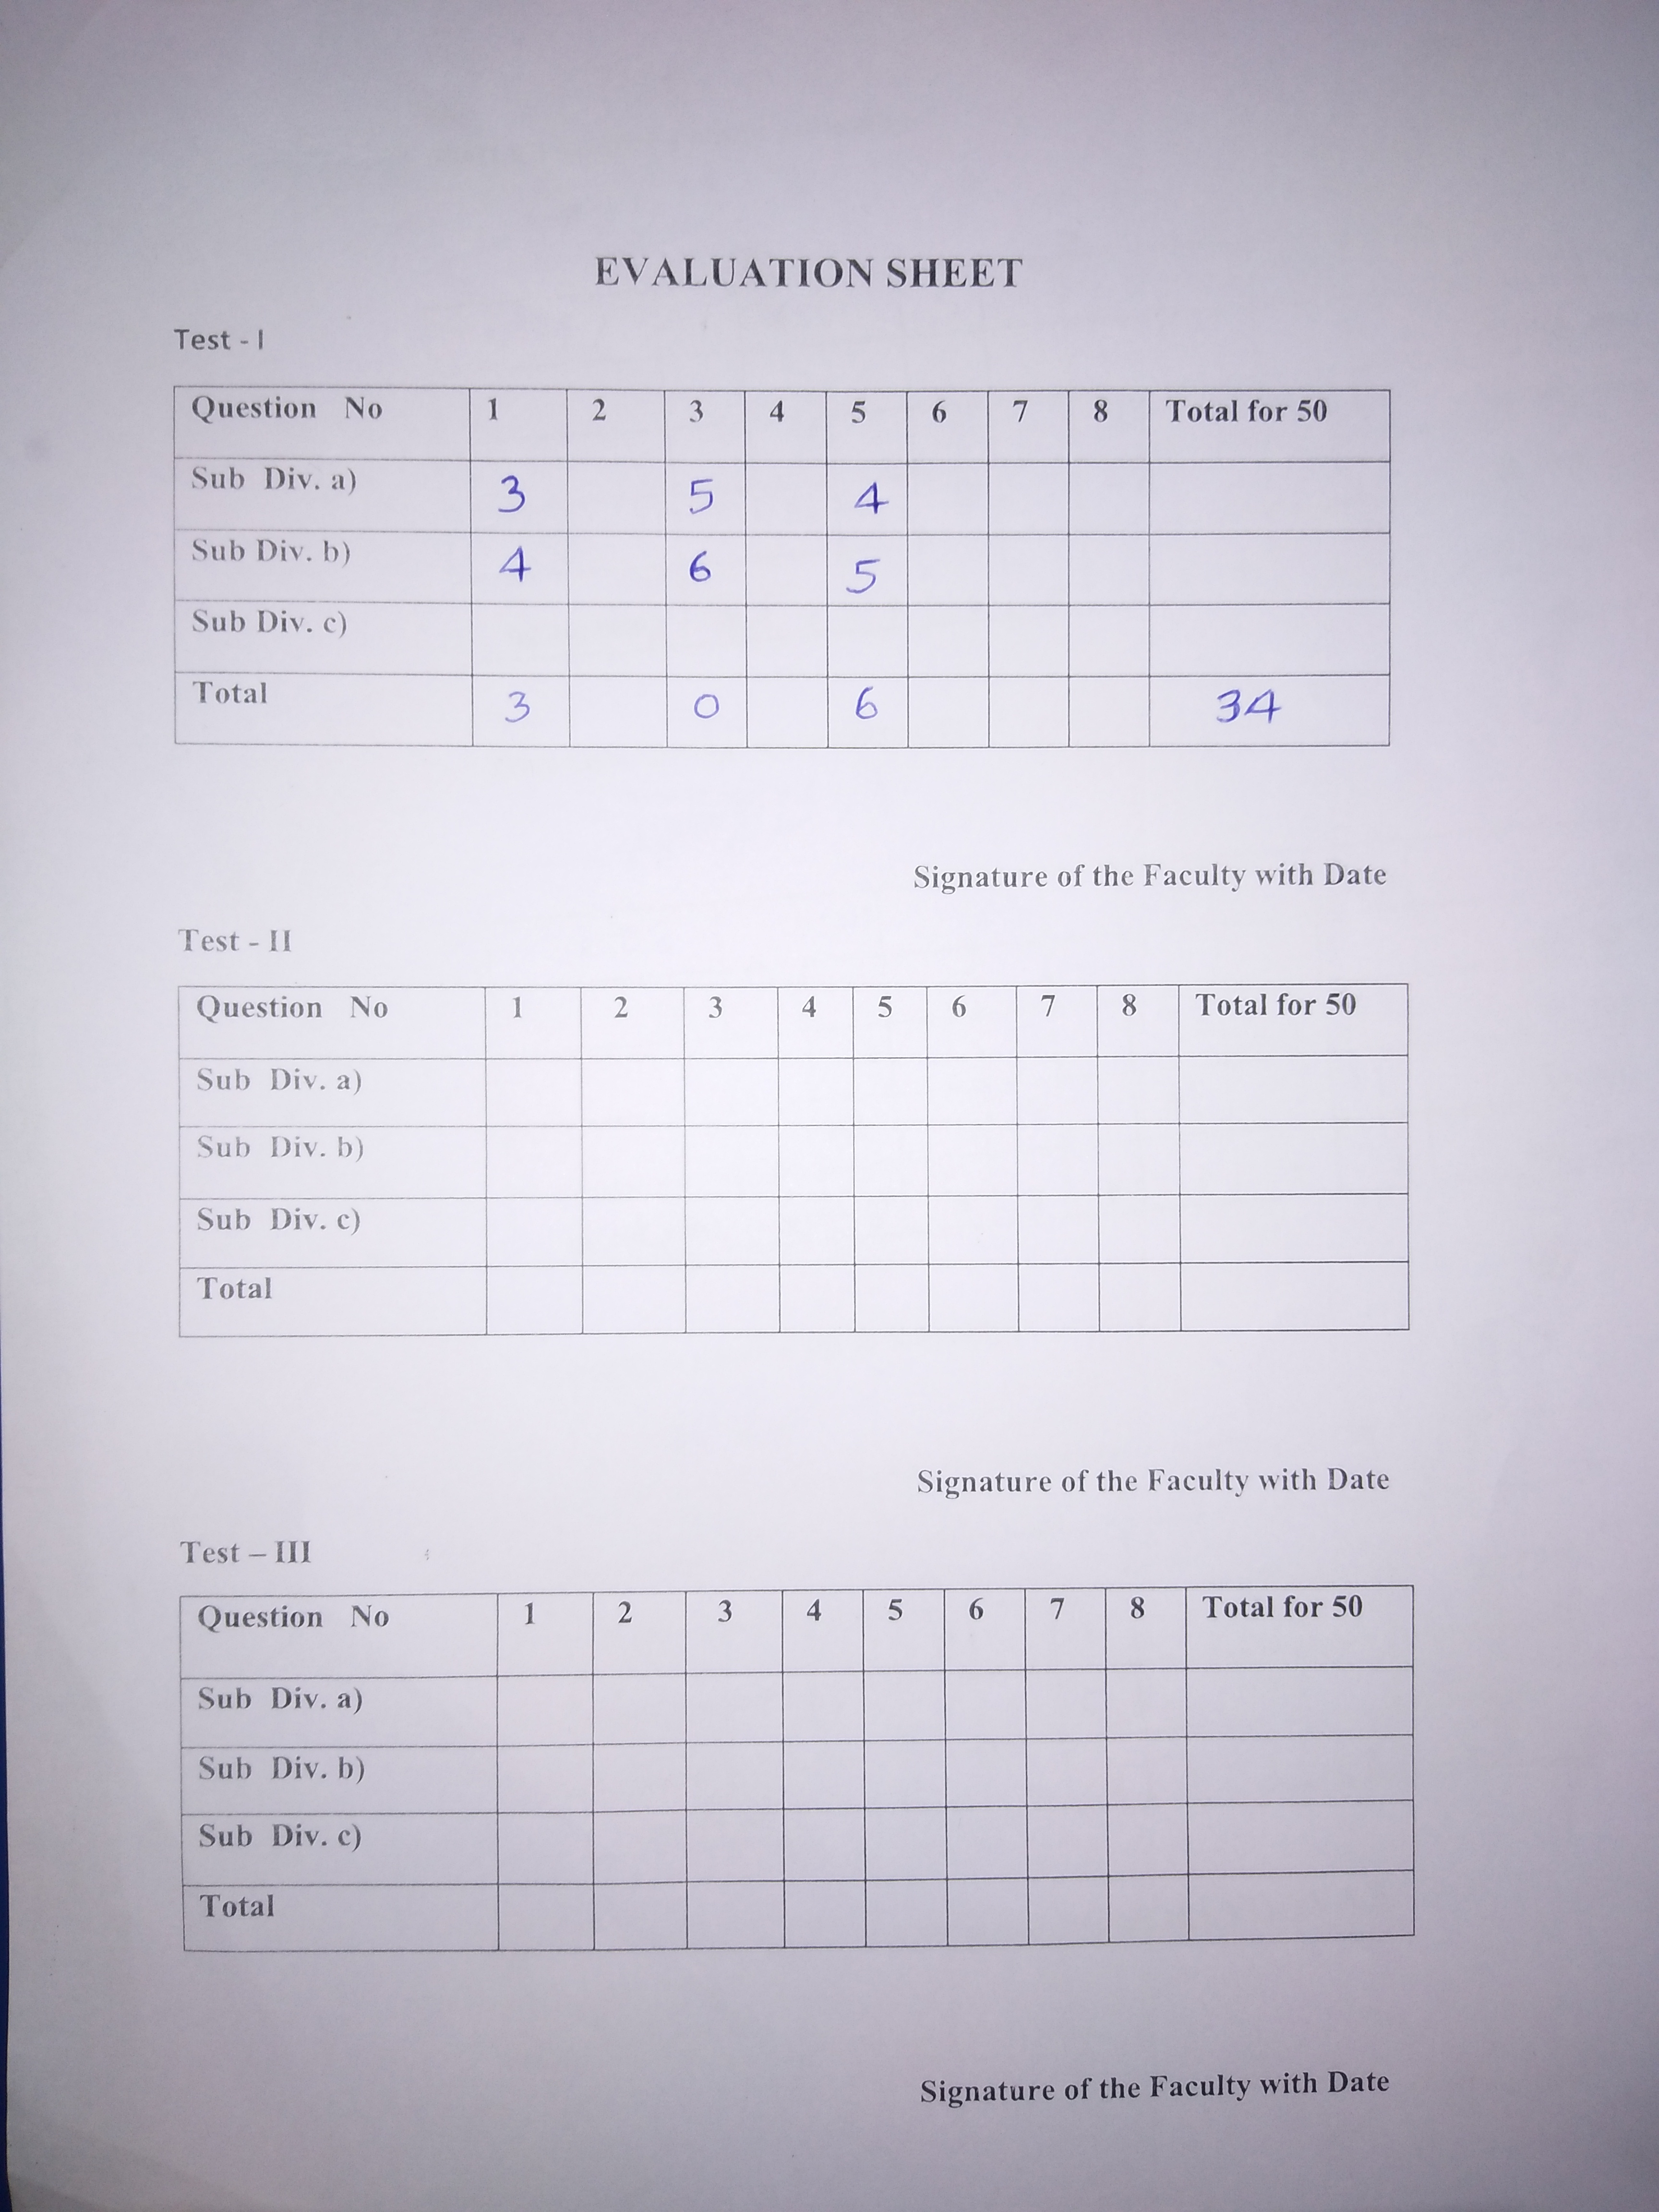 EVALUATION SHEET
Test - I
Question No 1 2 3 4 5 6 7 8 Total for 50
Sub Div. a) 3 5 4
Sub Div. b) 4 6 5
Sub Div. c)
Total 3 0 6 34
Signature of the Faculty with Date
Test - II
Question No 1 2 3 4 5 6 7 8 Total for 50
Sub Div. a)
Sub Div. b)
Sub Div. c)
Total
Signature of the Faculty with Date
Test – III
Question No 1 2 3 4 5 6 7 8 Total for 50
Sub Div. a)
Sub Div. b)
Sub Div. c)
Total
Signature of the Faculty with Date